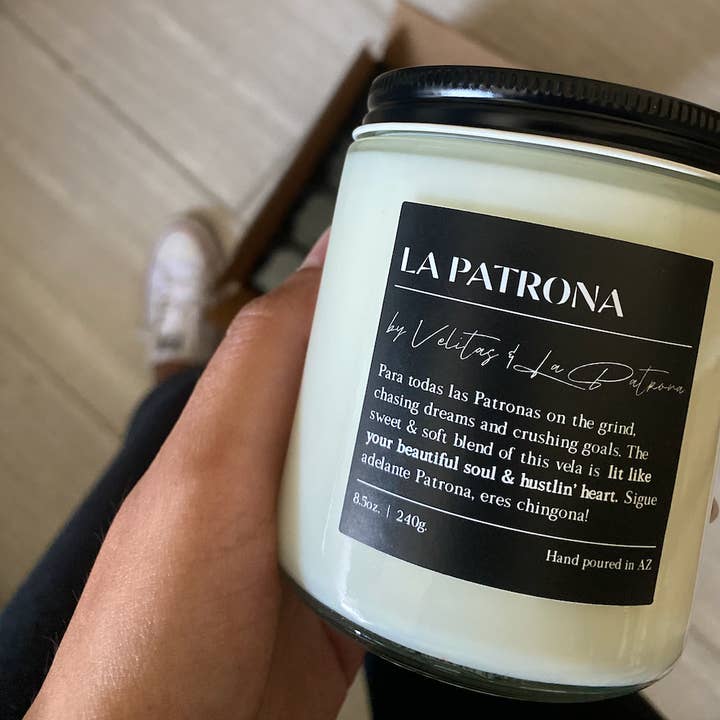 LA PATRONA
by Velitas & La Patrona
Para todas las Patronas on the grind,
chasing dreams and crushing goals. The
sweet & soft blend of this vela is lit like
your beautiful soul & hustlin' heart. Sigue
adelante Patrona, eres chingona!
8.5oz. | 240g.
Hand poured in AZ